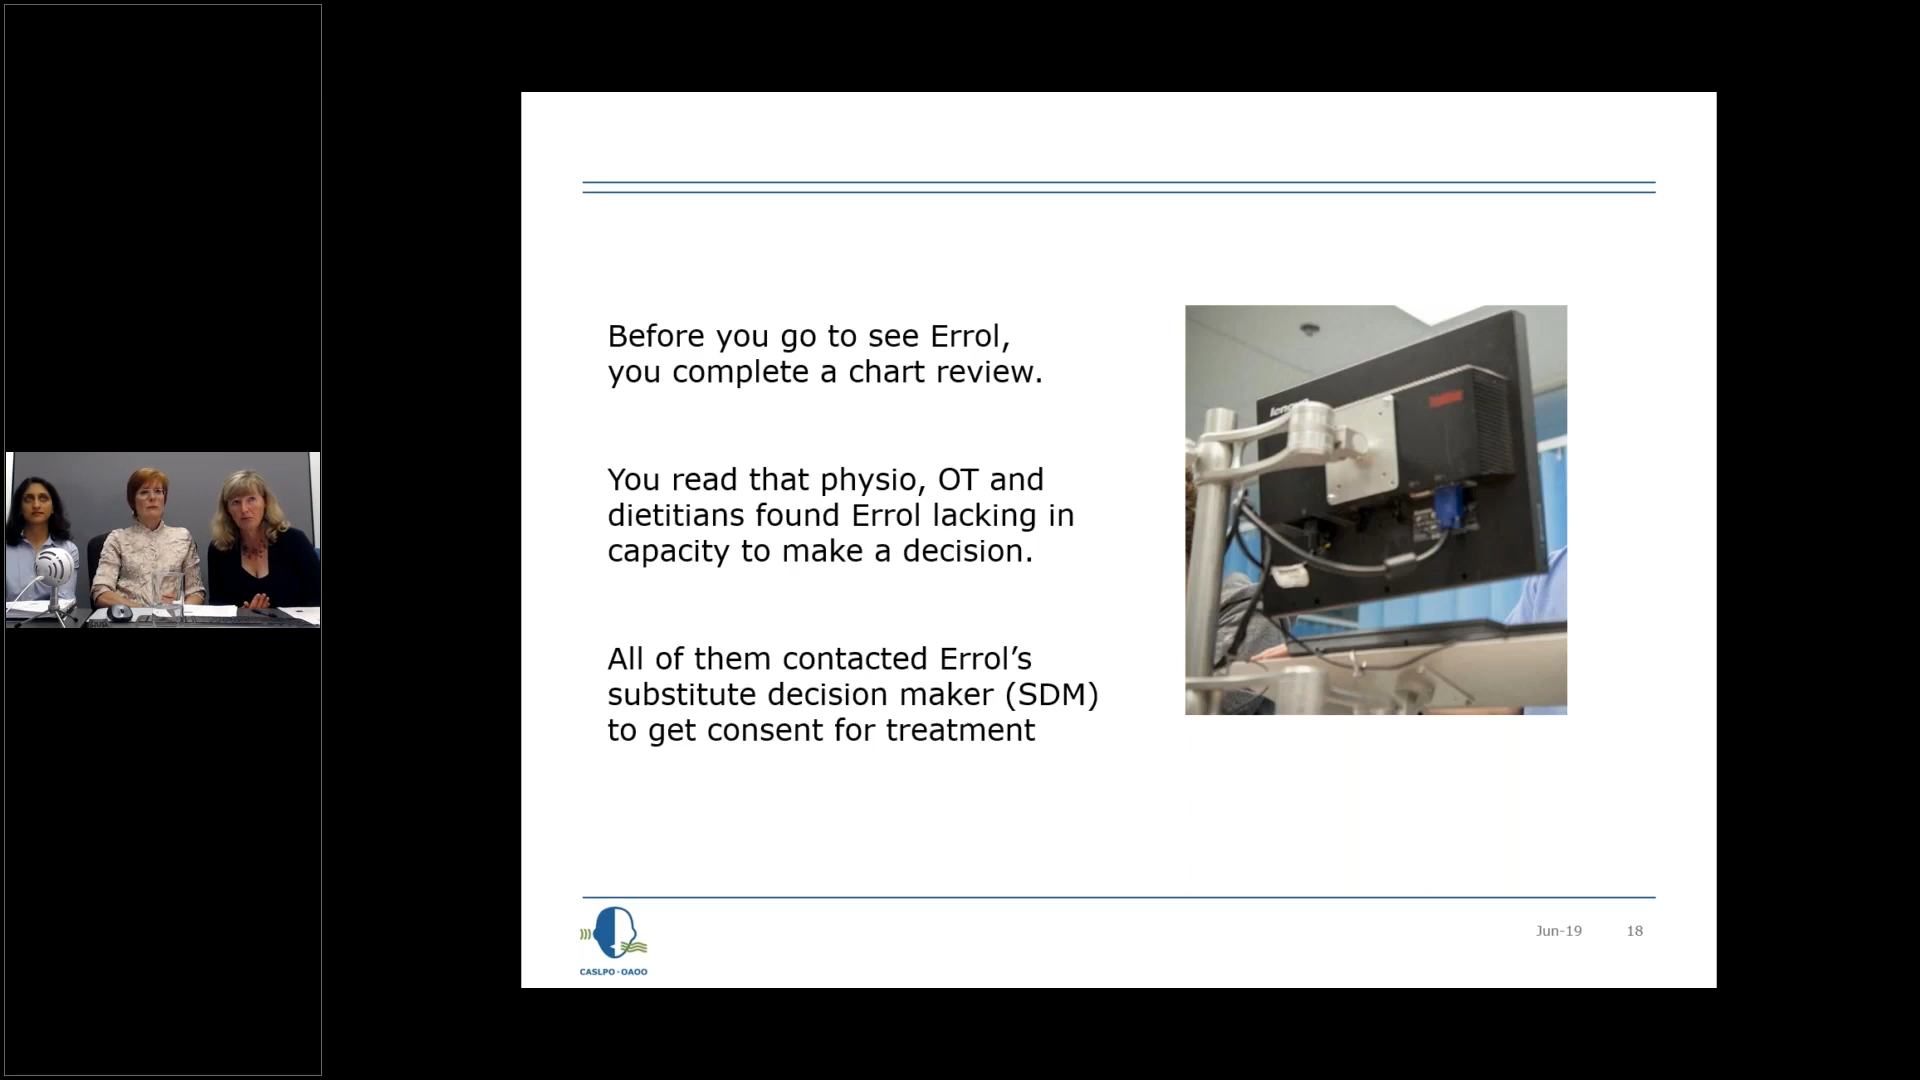 Before you go to see Errol,
you complete a chart review.
You read that physio, OT and
dietitians found Errol lacking in
capacity to make a decision.
All of them contacted Errol’s
substitute decision maker (SDM)
to get consent for treatment
lenovo
CASLPO-OAOO
Jun-19 18